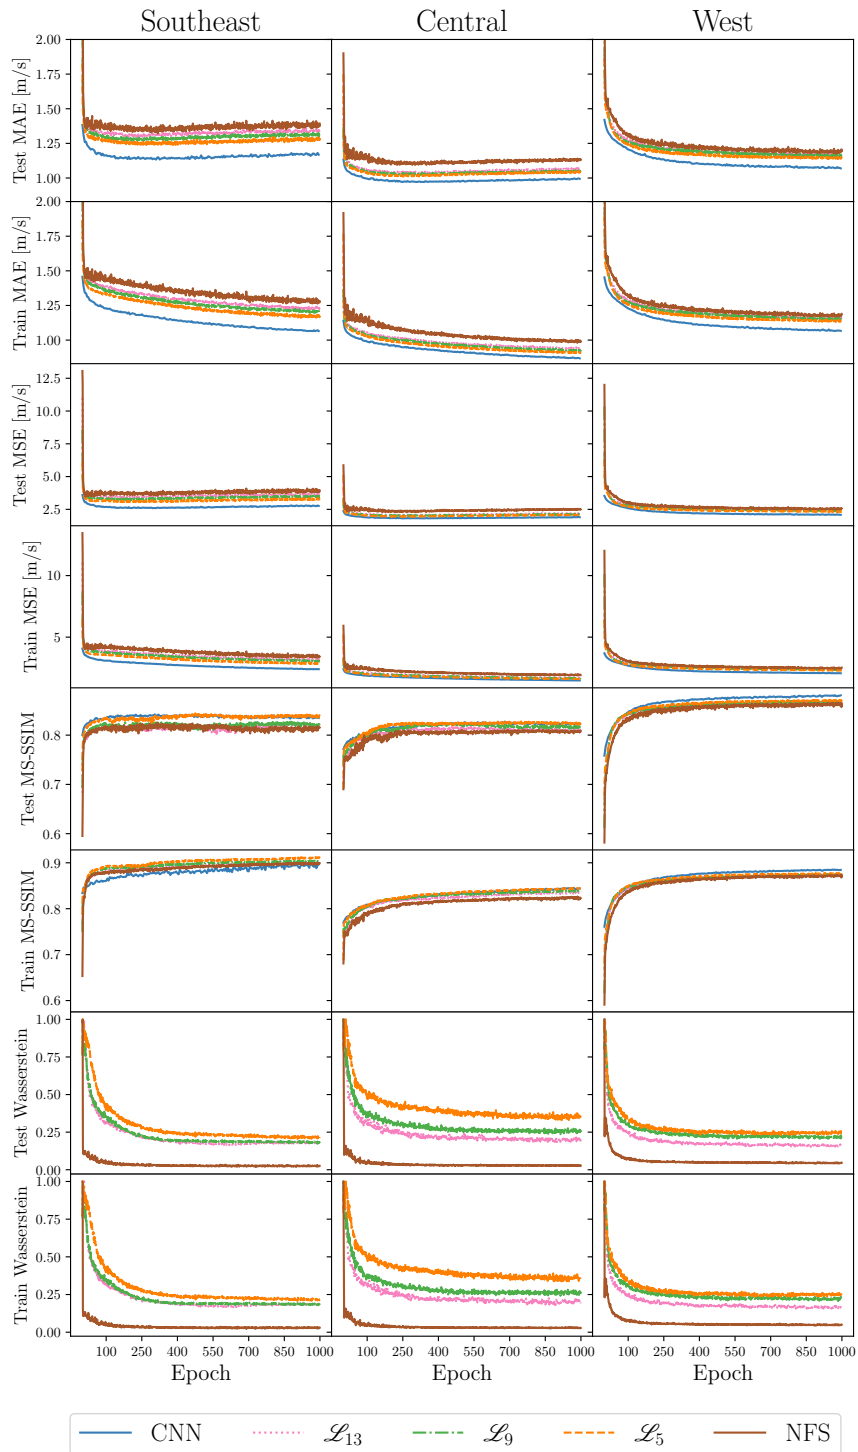 Southeast Central West
Test MAE [m/s]
2.00
1.75
1.50
1.25
1.00
Train MAE [m/s]
2.00
1.75
1.50
1.25
1.00
Test MSE [m/s]
12.5
10.0
7.5
5.0
2.5
Train MSE [m/s]
10
5
Test MS-SSIM
0.8
0.7
0.6
Train MS-SSIM
0.9
0.8
0.7
0.6
Test Wasserstein
1.00
0.75
0.50
0.25
0.00
Train Wasserstein
1.00
0.75
0.50
0.25
0.00
100 250 400 550 700 850 1000 100 250 400 550 700 850 1000 100 250 400 550 700 850 1000
Epoch Epoch Epoch
CNN ℒ13 ℒ9 ℒ5 NFS